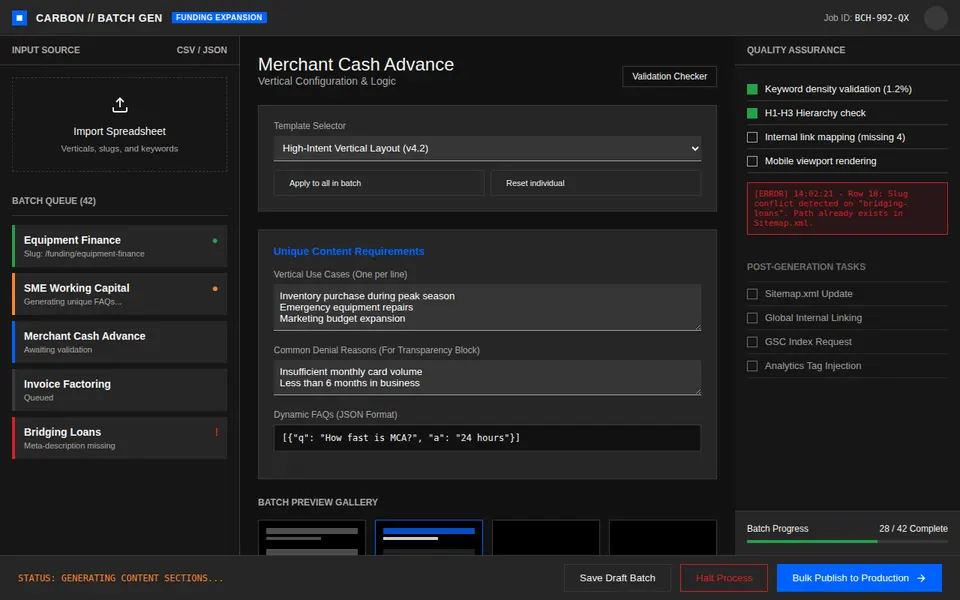 CARBON // BATCH GEN
FUNDING EXPANSION
Job ID: BCH-992-QX
INPUT SOURCE
CSV / JSON
Import Spreadsheet
Verticals, slugs, and keywords
BATCH QUEUE (42)
Equipment Finance
Slug: /funding/equipment-finance
SME Working Capital
Generating unique FAQs...
Merchant Cash Advance
Awaiting validation
Invoice Factoring
Queued
Bridging Loans
!
Meta-description missing
Merchant Cash Advance
Vertical Configuration & Logic
Validation Checker
Template Selector
High-Intent Vertical Layout (v4.2)
Apply to all in batch
Reset individual
Unique Content Requirements
Vertical Use Cases (One per line)
Inventory purchase during peak season
Emergency equipment repairs
Marketing budget expansion
Common Denial Reasons (For Transparency Block)
Insufficient monthly card volume
Less than 6 months in business
Dynamic FAQs (JSON Format)
[{"q": "How fast is MCA?", "a": "24 hours"}]
BATCH PREVIEW GALLERY
QUALITY ASSURANCE
Keyword density validation (1.2%)
H1-H3 Hierarchy check
Internal link mapping (missing 4)
Mobile viewport rendering
[ERROR] 14:02:21 - Row 18: Slug
conflict detected on "bridging-
loans". Path already exists in
Sitemap.xml.
POST-GENERATION TASKS
Sitemap.xml Update
Global Internal Linking
GSC Index Request
Analytics Tag Injection
Batch Progress
28 / 42 Complete
STATUS: GENERATING CONTENT SECTIONS...
Save Draft Batch
Halt Process
Bulk Publish to Production →